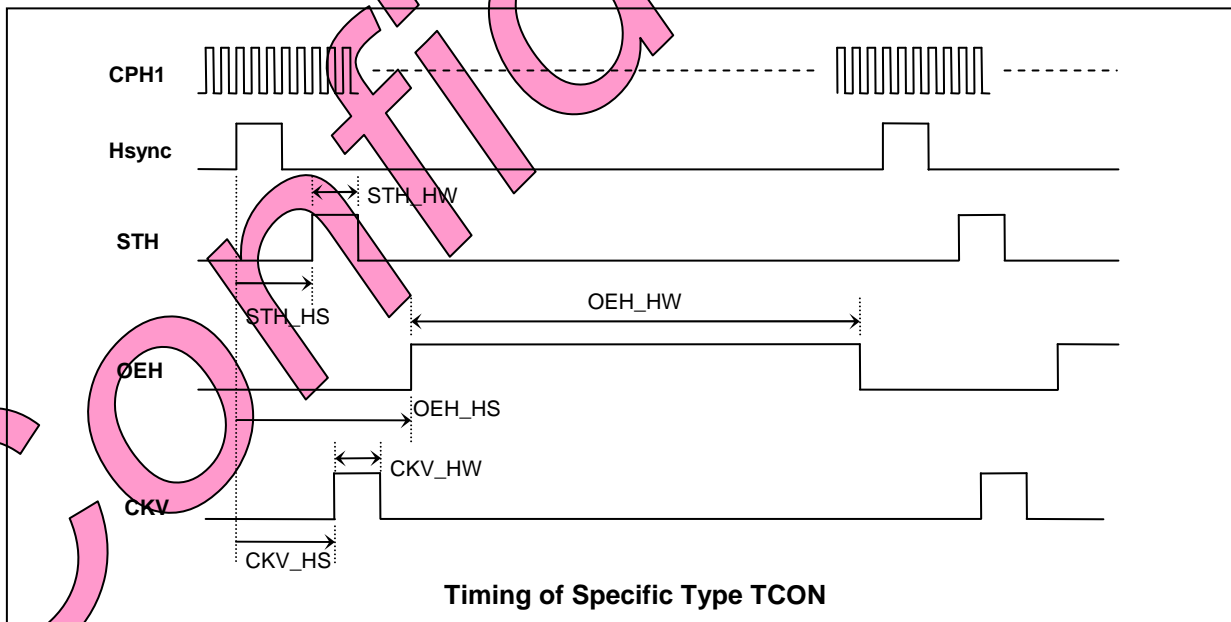 CPH1
Hsync
STH_HW
STH
STH_HS
OEH_HW
OEH
OEH_HS
CKV_HW
CKV
CKV_HS
Timing of Specific Type TCON
Confid